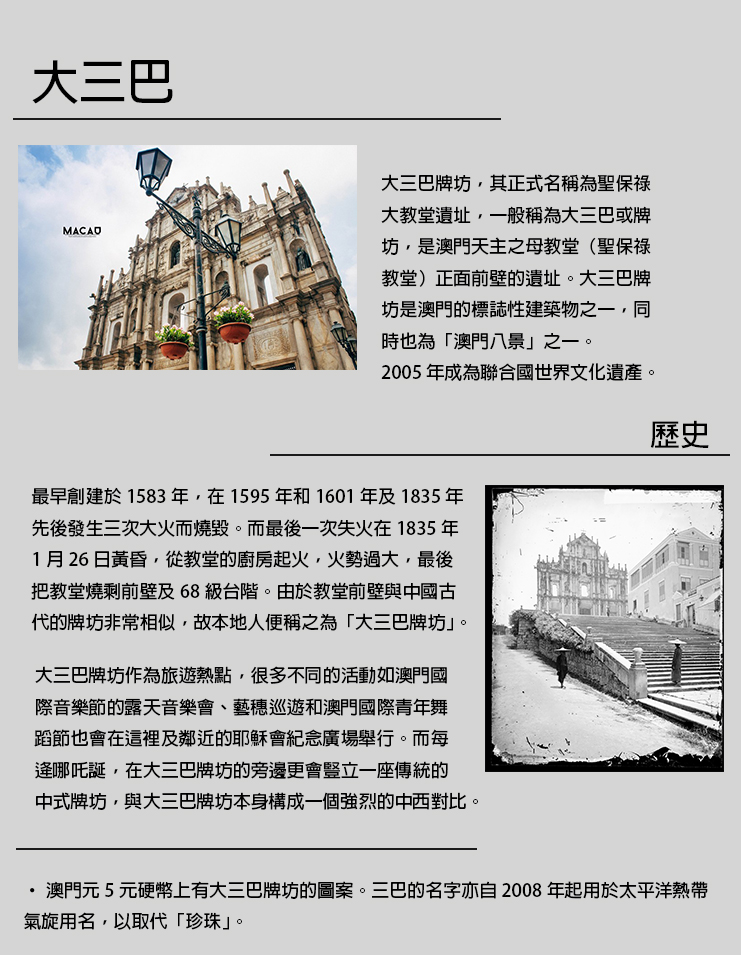 大三巴
MACAU
大三巴牌坊，其正式名稱為聖保祿
大教堂遺址，一般稱為大三巴或牌
坊，是澳門天主之母教堂（聖保祿
教堂）正面前壁的遺址。大三巴牌
坊是澳門的標誌性建築物之一，同
時也為「澳門八景」之一。
2005 年成為聯合國世界文化遺產。
歷史
最早創建於 1583 年，在 1595 年和 1601 年及 1835 年
先後發生三次大火而燒毀。而最後一次失火在 1835 年
1 月 26 日黃昏，從教堂的廚房起火，火勢過大，最後
把教堂燒剩前壁及 68 級台階。由於教堂前壁與中國古
代的牌坊非常相似，故本地人便稱之為「大三巴牌坊」。
大三巴牌坊作為旅遊熱點，很多不同的活動如澳門國
際音樂節的露天音樂會、藝穗巡遊和澳門國際青年舞
蹈節也會在這裡及鄰近的耶穌會紀念廣場舉行。而每
逢哪吒誕，在大三巴牌坊的旁邊更會豎立一座傳統的
中式牌坊，與大三巴牌坊本身構成一個強烈的中西對比。
• 澳門元 5 元硬幣上有大三巴牌坊的圖案。三巴的名字亦自 2008 年起用於太平洋熱帶
氣旋用名，以取代「珍珠」。